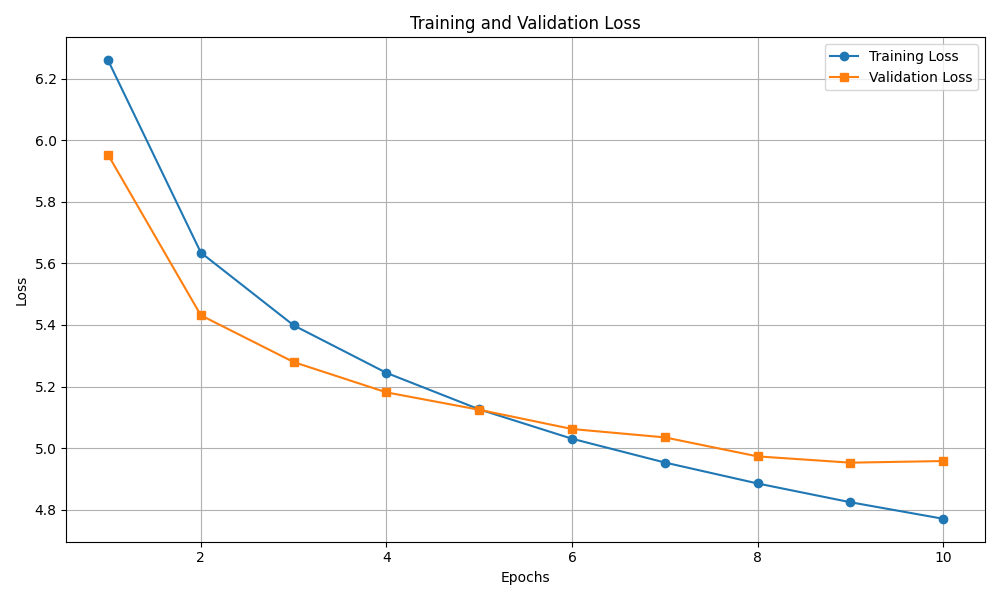 Training and Validation Loss
Training Loss
Validation Loss
6.2
6.0
5.8
5.6
5.4
5.2
5.0
4.8
Loss
2 4 6 8 10
Epochs